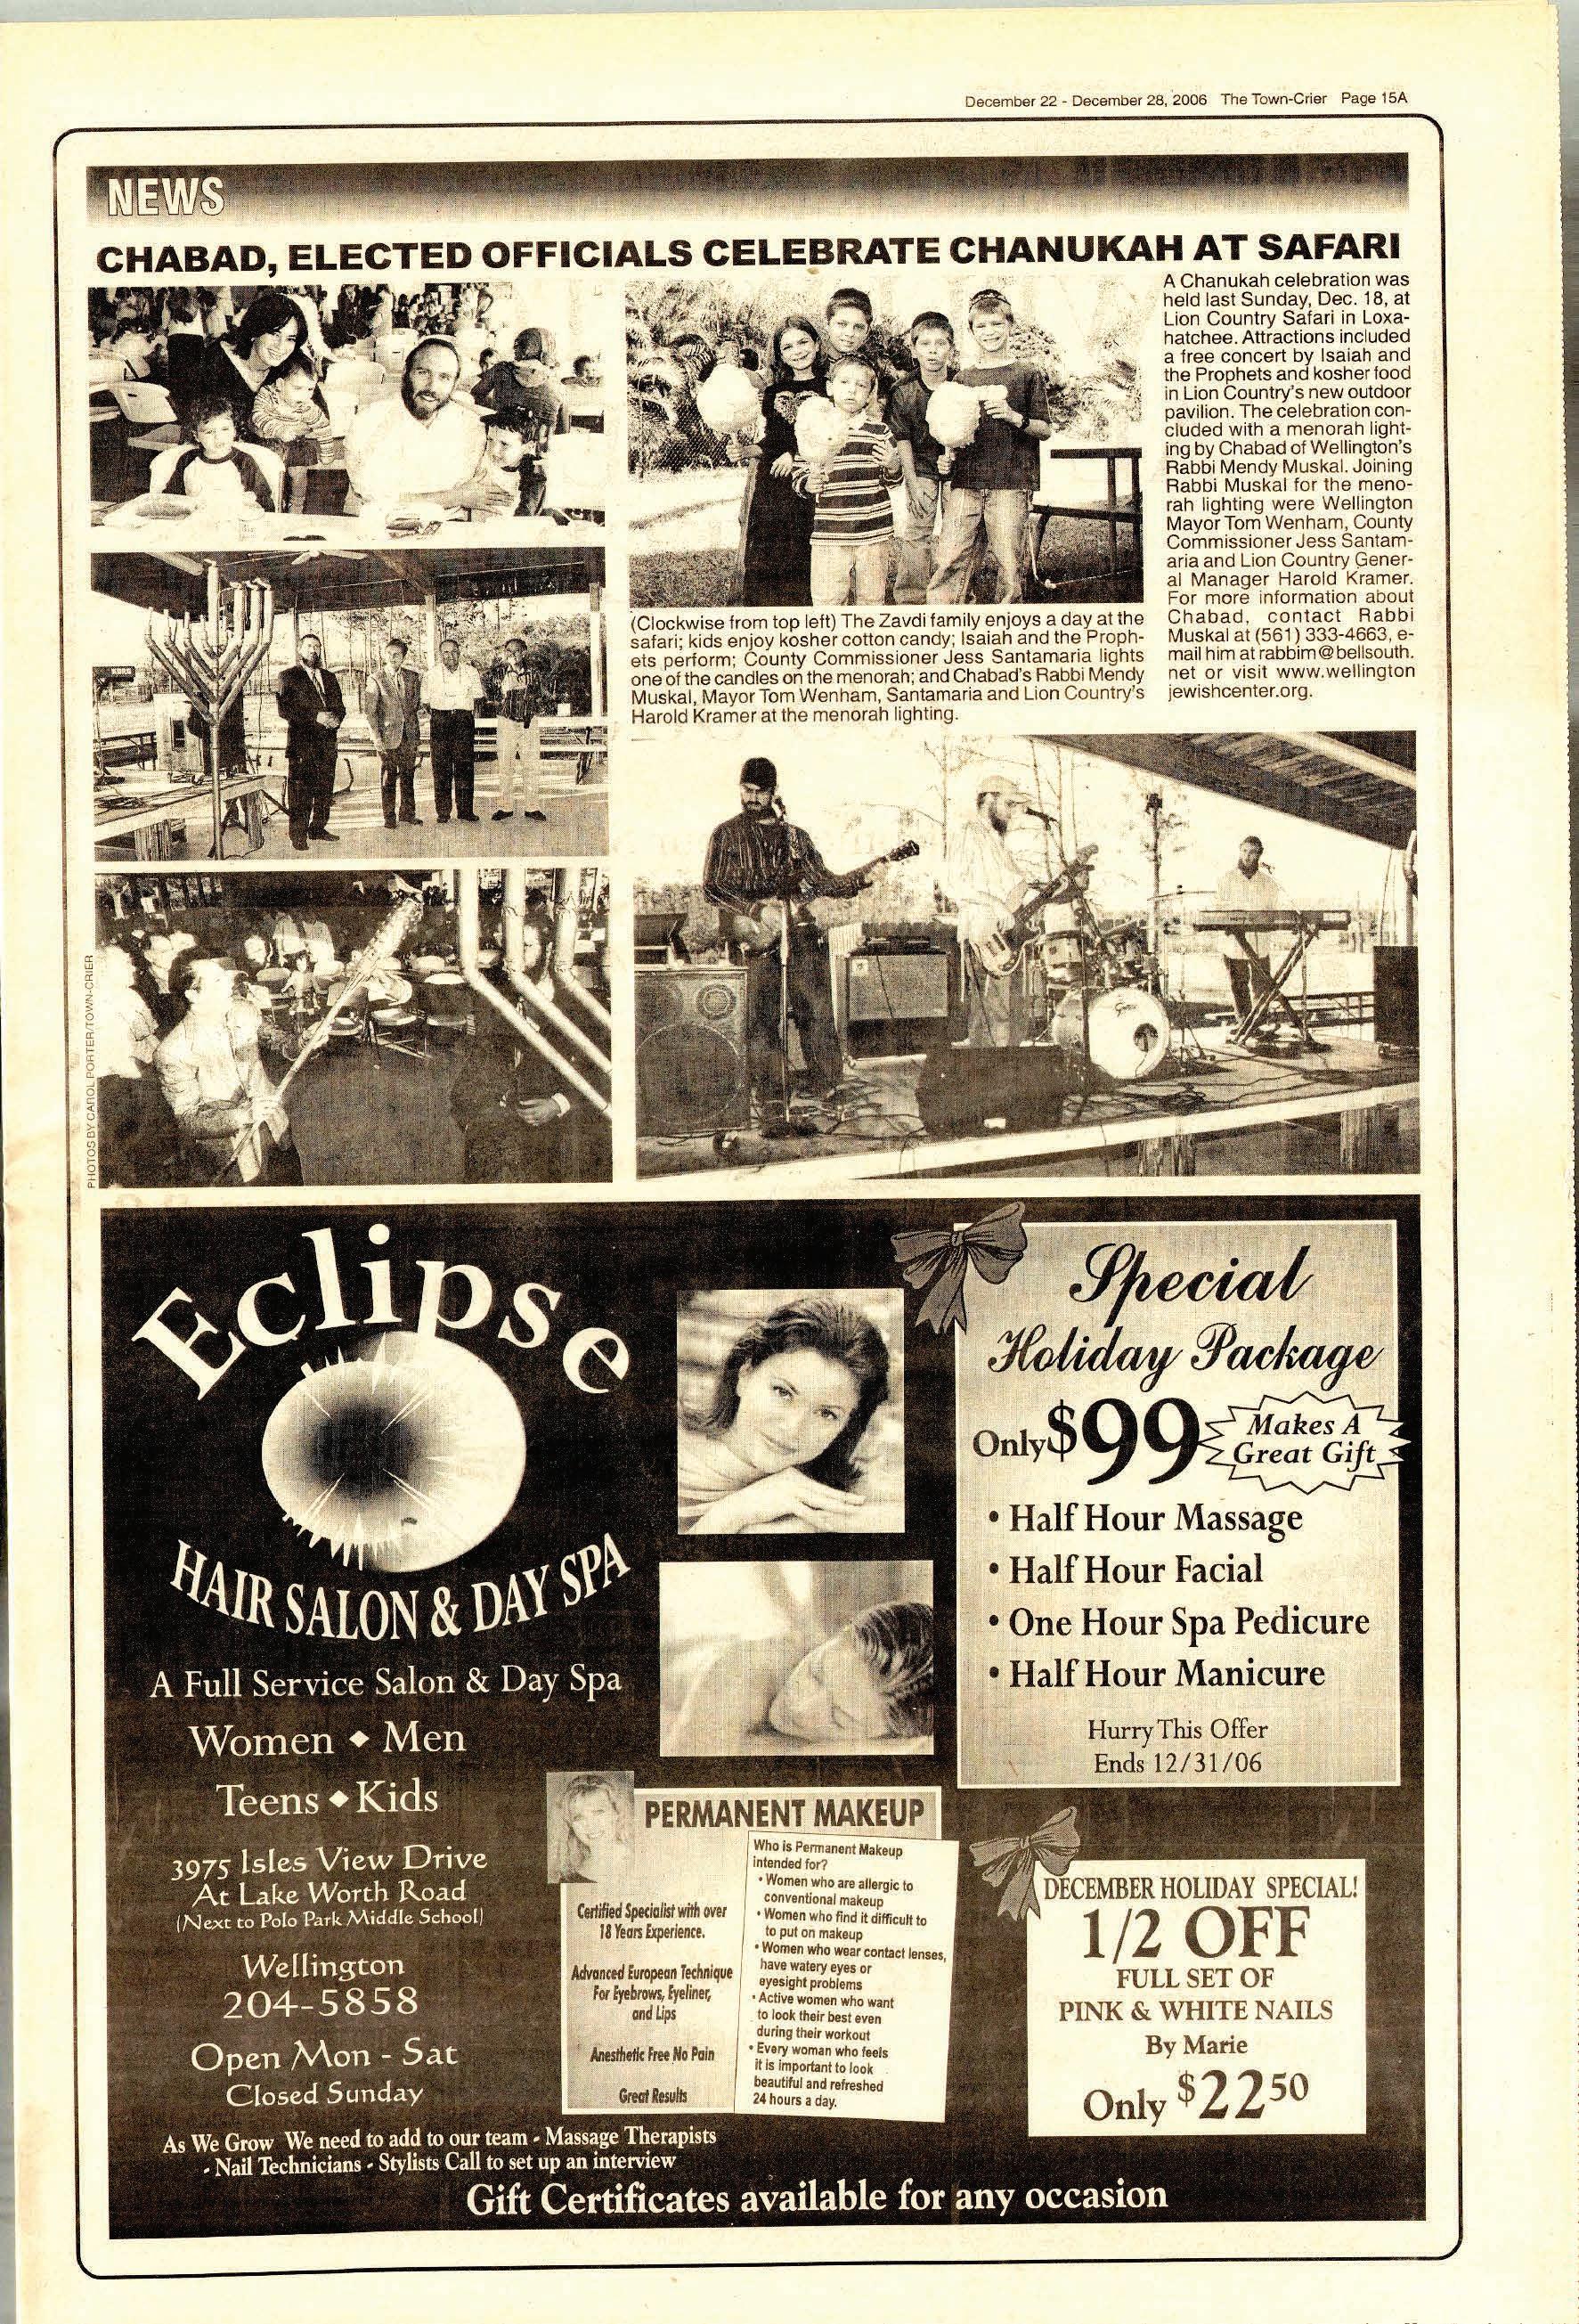 December 22 - December 28, 2006 The Town-Crier Page 15A
NEWS
CHABAD, ELECTED OFFICIALS CELEBRATE CHANUKAH AT SAFARI
A Chanukah celebration was
held last Sunday, Dec. 18, at
Lion Country Safari in Loxa-
hatchee. Attractions included
a free concert by Isaiah and
the Prophets and kosher food
in Lion Country's new outdoor
pavilion. The celebration con-
cluded with a menorah light-
ing by Chabad of Wellington's
Rabbi Mendy Muskal. Joining
Rabbi Muskal for the meno-
rah lighting were Wellington
Mayor Tom Wenham, County
Commissioner Jess Santam-
aria and Lion Country Gener-
al Manager Harold Kramer.
For more information about
Chabad, contact Rabbi
Muskal at (561) 333-4663, e-
mail him at rabbim@bellsouth.
net or visit www.wellington
jewishcenter.org.
(Clockwise from top left) The Zavdi family enjoys a day at the
safari; kids enjoy kosher cotton candy; Isaiah and the Proph-
ets perform; County Commissioner Jess Santamaria lights
one of the candles on the menorah; and Chabad's Rabbi Mendy
Muskal, Mayor Tom Wenham, Santamaria and Lion Country's
Harold Kramer at the menorah lighting.
PHOTOS BY CAROL PORTER/TOWN-CRIER
Eclipse
HAIR SALON & DAY SPA
A Full Service Salon & Day Spa
Women ◆ Men
Teens ◆ Kids
3975 Isles View Drive
At Lake Worth Road
(Next to Polo Park Middle School)
Wellington
204-5858
Open Mon - Sat
Closed Sunday
As We Grow We need to add to our team - Massage Therapists
- Nail Technicians - Stylists Call to set up an interview
Gift Certificates available for any occasion
Special
Holiday Package
Only $99
Makes A
Great Gift
• Half Hour Massage
• Half Hour Facial
• One Hour Spa Pedicure
• Half Hour Manicure
Hurry This Offer
Ends 12/31/06
PERMANENT MAKEUP
Certified Specialist with over
18 Years Experience.
Advanced European Technique
For Eyebrows, Eyeliner,
and Lips
Anesthetic Free No Pain
Great Results
Who is Permanent Makeup
intended for?
• Women who are allergic to
conventional makeup
• Women who find it difficult to
to put on makeup
• Women who wear contact lenses,
have watery eyes or
eyesight problems
• Active women who want
to look their best even
during their workout
• Every woman who feels
it is important to look
beautiful and refreshed
24 hours a day.
DECEMBER HOLIDAY SPECIAL!
1/2 OFF
FULL SET OF
PINK & WHITE NAILS
By Marie
Only $22 50